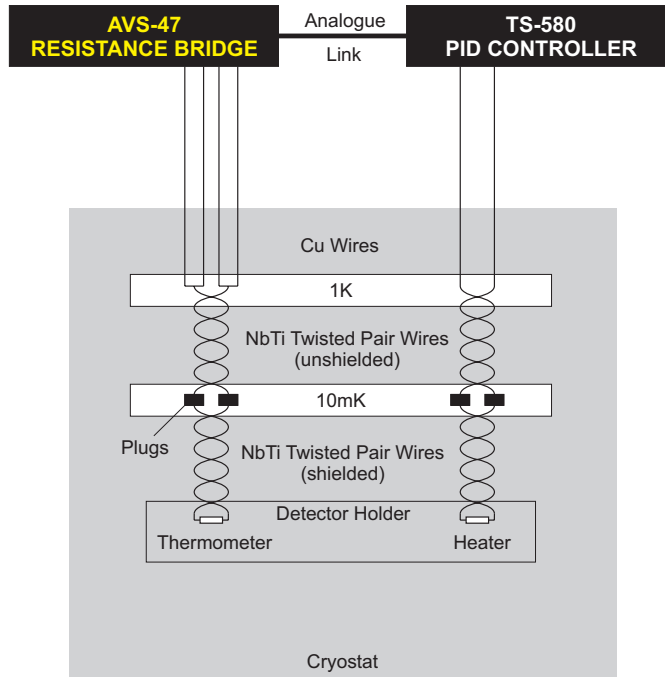 AVS-47
RESISTANCE BRIDGE
Analogue
Link
TS-580
PID CONTROLLER
Cu Wires
1K
NbTi Twisted Pair Wires
(unshielded)
10mK
Plugs
NbTi Twisted Pair Wires
(shielded)
Detector Holder
Thermometer
Heater
Cryostat